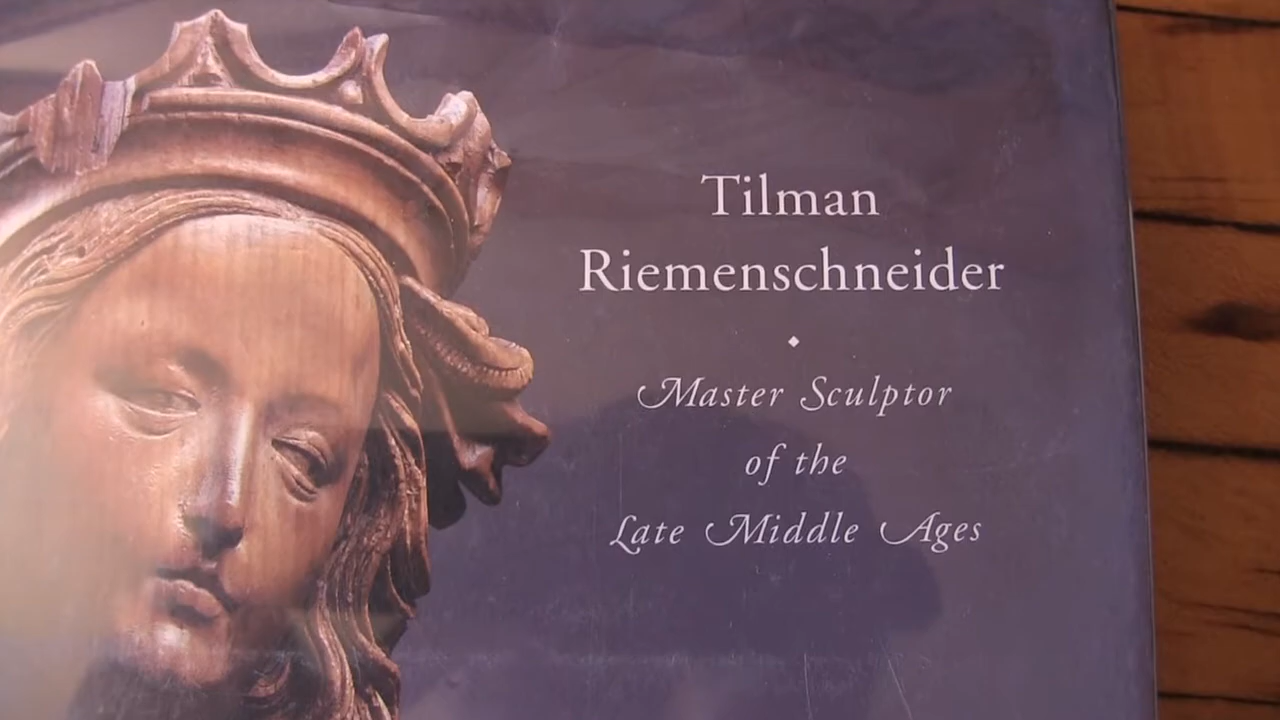 Tilman
Riemenschneider
Master Sculptor
of the
Late Middle Ages